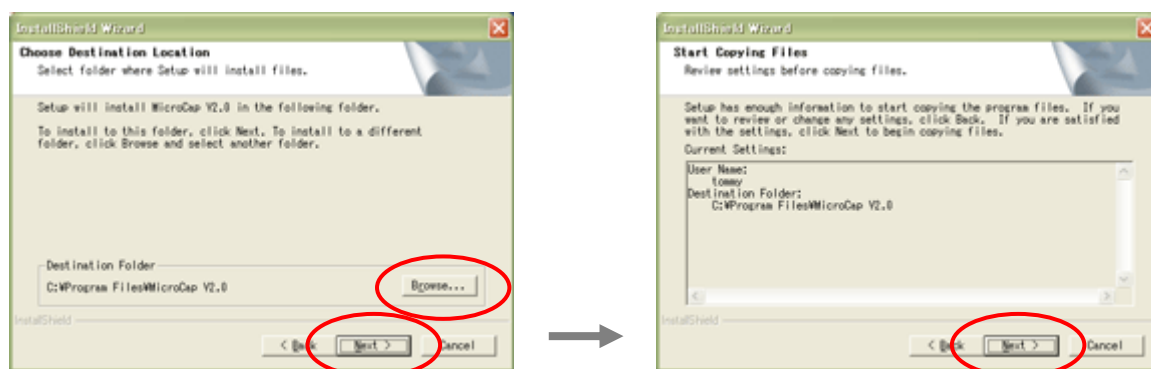 InstallShield Wizard
Choose Destination Location
Select folder where Setup will install files.
Setup will install MicroCap V2.0 in the following folder.
To install to this folder, click Next. To install to a different
folder, click Browse and select another folder.
Destination Folder
C:₩Program Files₩MicroCap V2.0
Browse...
InstallShield
< Back
Next >
Cancel
InstallShield Wizard
Start Copying Files
Review settings before copying files.
Setup has enough information to start copying the program files. If you
want to review or change any settings, click Back. If you are satisfied
with the settings, click Next to begin copying files.
Current Settings:
User Name:
tommy
Destination Folder:
C:₩Program Files₩MicroCap V2.0
InstallShield
< Back
Next >
Cancel